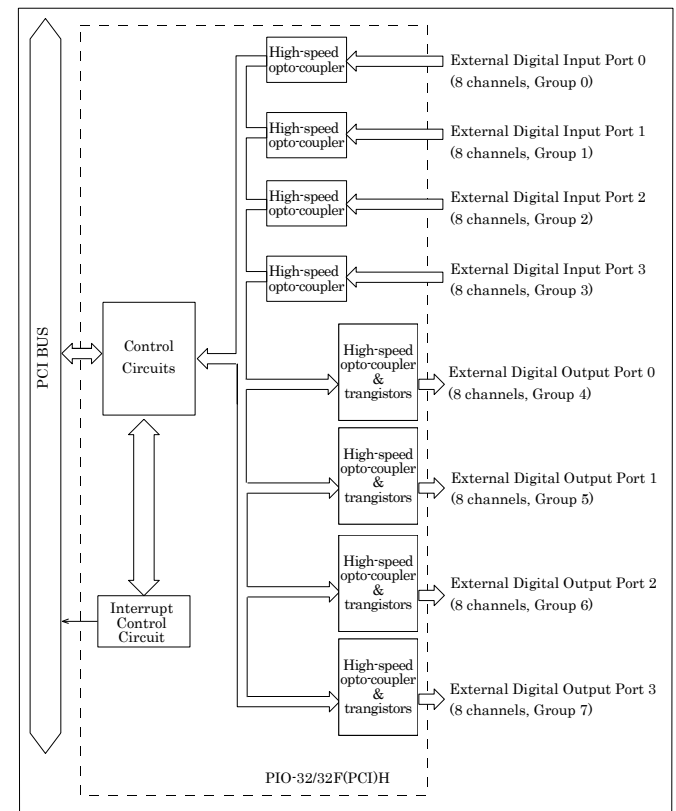 High-speed
opto-coupler
External Digital Input Port 0
(8 channels, Group 0)
High-speed
opto-coupler
External Digital Input Port 1
(8 channels, Group 1)
High-speed
opto-coupler
External Digital Input Port 2
(8 channels, Group 2)
High-speed
opto-coupler
External Digital Input Port 3
(8 channels, Group 3)
PCI BUS
Control
Circuits
High-speed
opto-coupler
&
trangistors
External Digital Output Port 0
(8 channels, Group 4)
High-speed
opto-coupler
&
trangistors
External Digital Output Port 1
(8 channels, Group 5)
High-speed
opto-coupler
&
trangistors
External Digital Output Port 2
(8 channels, Group 6)
Interrupt
Control
Circuit
High-speed
opto-coupler
&
trangistors
External Digital Output Port 3
(8 channels, Group 7)
PIO-32/32F(PCI)H